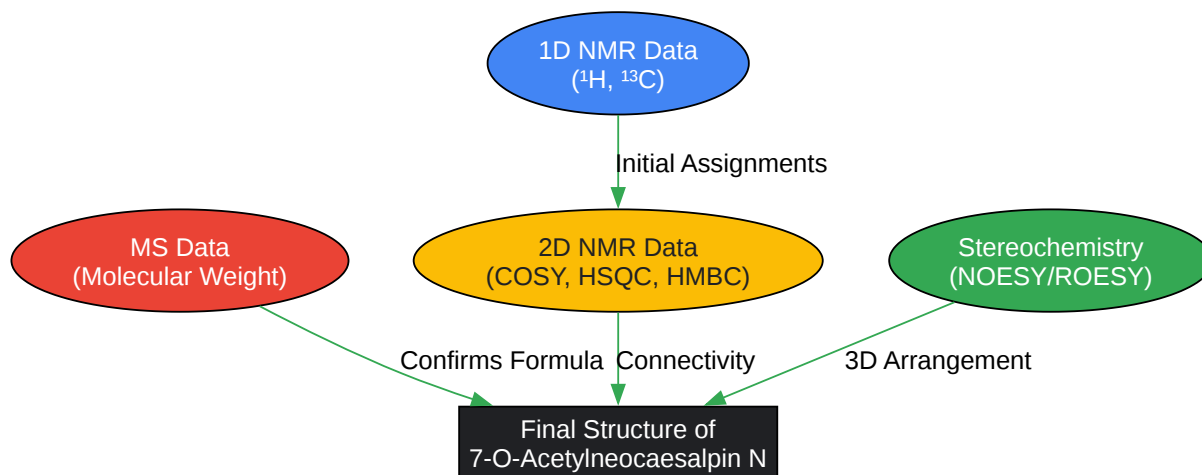 1D NMR Data
(¹H, ¹³C)
Initial Assignments
MS Data
(Molecular Weight)
2D NMR Data
(COSY, HSQC, HMBC)
Stereochemistry
(NOESY/ROESY)
Confirms Formula
Connectivity
3D Arrangement
Final Structure of
7-O-Acetylneocaesalpin N